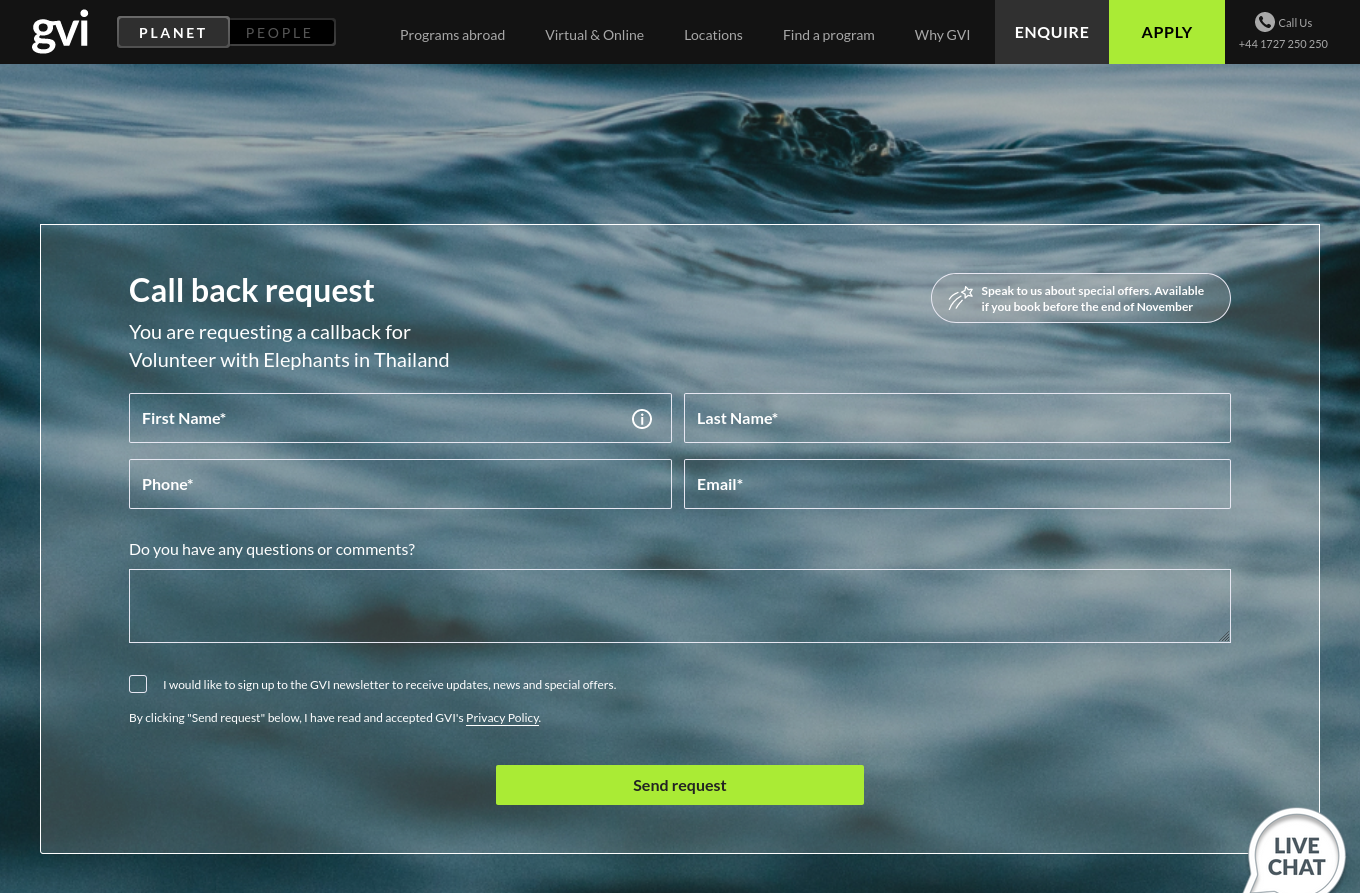 gvi
PLANET
PEOPLE
Programs abroad
Virtual & Online
Locations
Find a program
Why GVI
ENQUIRE
APPLY
Call Us
+44 1727 250 250
Call back request
You are requesting a callback for
Volunteer with Elephants in Thailand
Speak to us about special offers. Available
if you book before the end of November
First Name*
Last Name*
Phone*
Email*
Do you have any questions or comments?
I would like to sign up to the GVI newsletter to receive updates, news and special offers.
By clicking "Send request" below, I have read and accepted GVI's Privacy Policy.
Send request
LIVE
CHAT